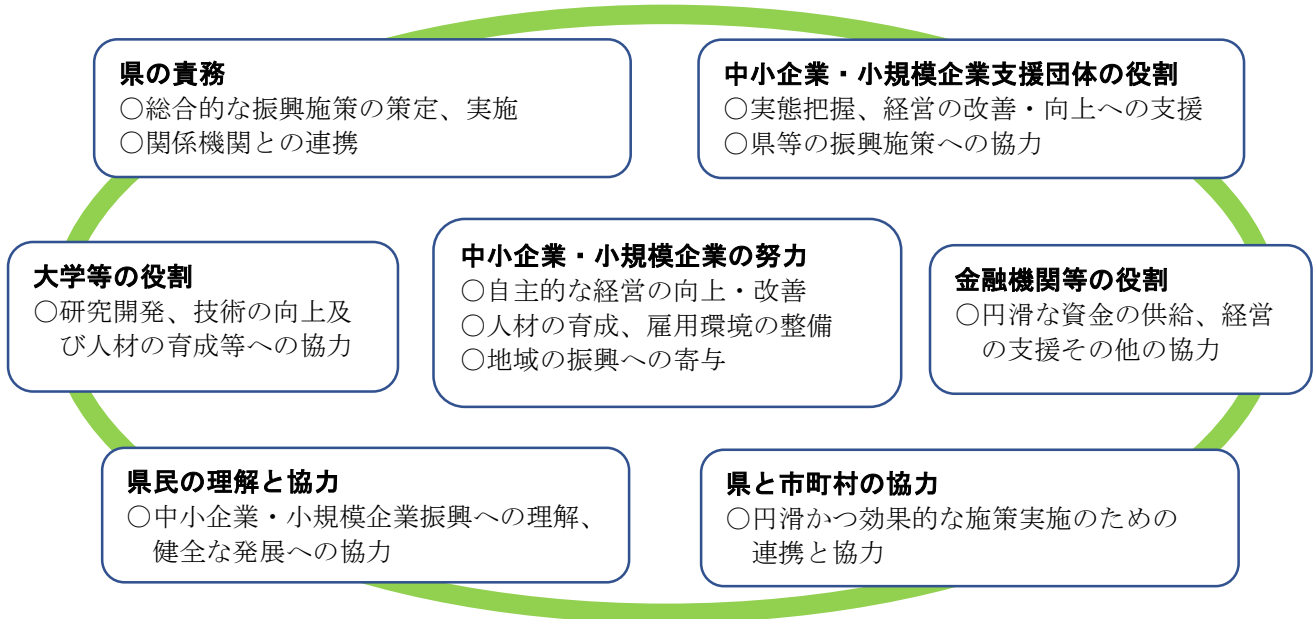 県の責務
○総合的な振興施策の策定、実施
○関係機関との連携
中小企業・小規模企業支援団体の役割
○実態把握、経営の改善・向上への支援
○県等の振興施策への協力
大学等の役割
○研究開発、技術の向上及
び人材の育成等への協力
中小企業・小規模企業の努力
○自主的な経営の向上・改善
○人材の育成、雇用環境の整備
○地域の振興への寄与
金融機関等の役割
○円滑な資金の供給、経営
の支援その他の協力
県民の理解と協力
○中小企業・小規模企業振興への理解、
健全な発展への協力
県と市町村の協力
○円滑かつ効果的な施策実施のための
連携と協力